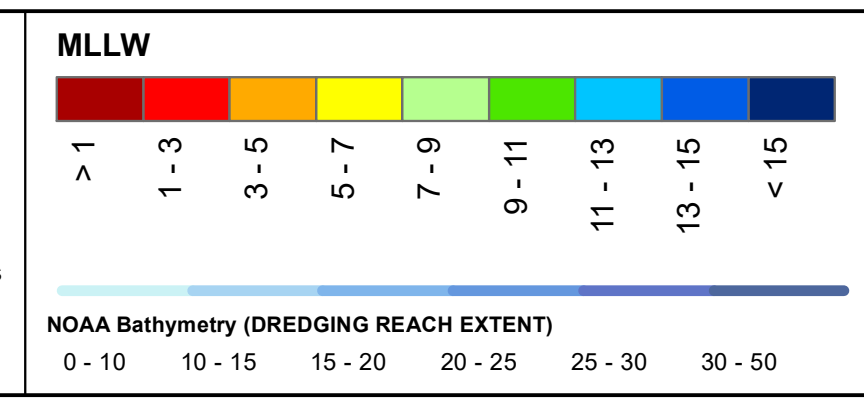 MLLW
> 1
1 - 3
3 - 5
5 - 7
7 - 9
9 - 11
11 - 13
13 - 15
< 15
NOAA Bathymetry (DREDGING REACH EXTENT)
0 - 10 10 - 15 15 - 20 20 - 25 25 - 30 30 - 50